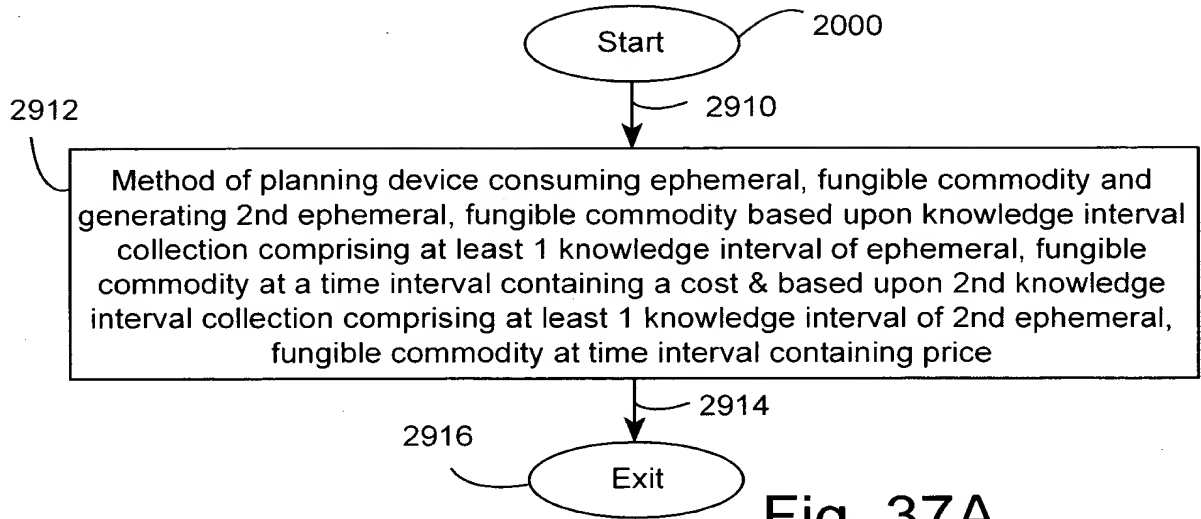 Start
2000
2910
2912
Method of planning device consuming ephemeral, fungible commodity and
generating 2nd ephemeral, fungible commodity based upon knowledge interval
collection comprising at least 1 knowledge interval of ephemeral, fungible
commodity at a time interval containing a cost & based upon 2nd knowledge
interval collection comprising at least 1 knowledge interval of 2nd ephemeral,
fungible commodity at time interval containing price
2914
2916
Exit
Fig. 37A